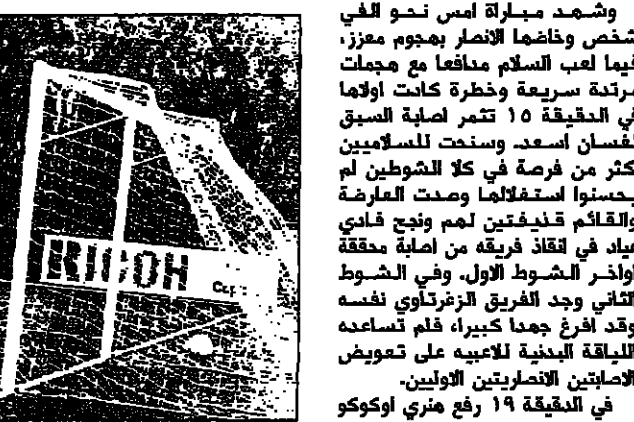 وشهد مباراة امس نحو الفي
شخص وخاضها الانصار بهجوم معزز،
فيما لعب السلام مدافعا مع هجمات
مرتدة سريعة وخطرة كادت اولاها
في الدقيقة ١٥ تثمر اصابة السبق
لغسان اسعد. وسنحت للسلاميين
اكثر من فرصة في كلا الشوطين لم
يحسنوا استغلالها وصدت العارضة
والقائم قذيفتين لهم ونجح فادي
عياد في انقاذ فريقه من اصابة محققة
اواخر الشوط الاول. وفي الشوط
الثاني وجد الفريق الزغرتاوي نفسه
وقد افرغ جهدا كبيرا، فلم تساعده
اللياقة البدنية للاعبيه على تعويض
الاصابتين الانصاريتين الاوليين.
في الدقيقة ١٩ رفع هنري اوكوكو
RICOH